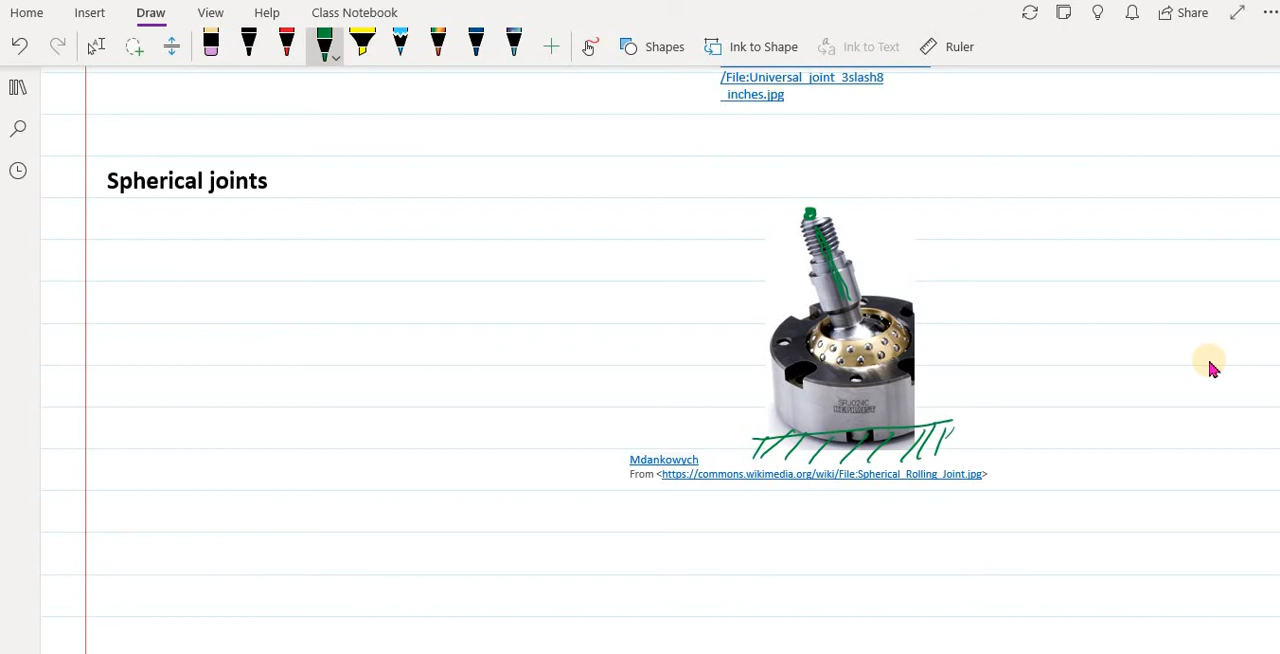 Home Insert Draw View Help Class Notebook Share
Shapes Ink to Shape Ink to Text Ruler
/File:Universal_joint_3slash8
_inches.jpg
Spherical joints
SRJ024C
Mdankowych
From <https://commons.wikimedia.org/wiki/File:Spherical_Rolling_Joint.jpg>